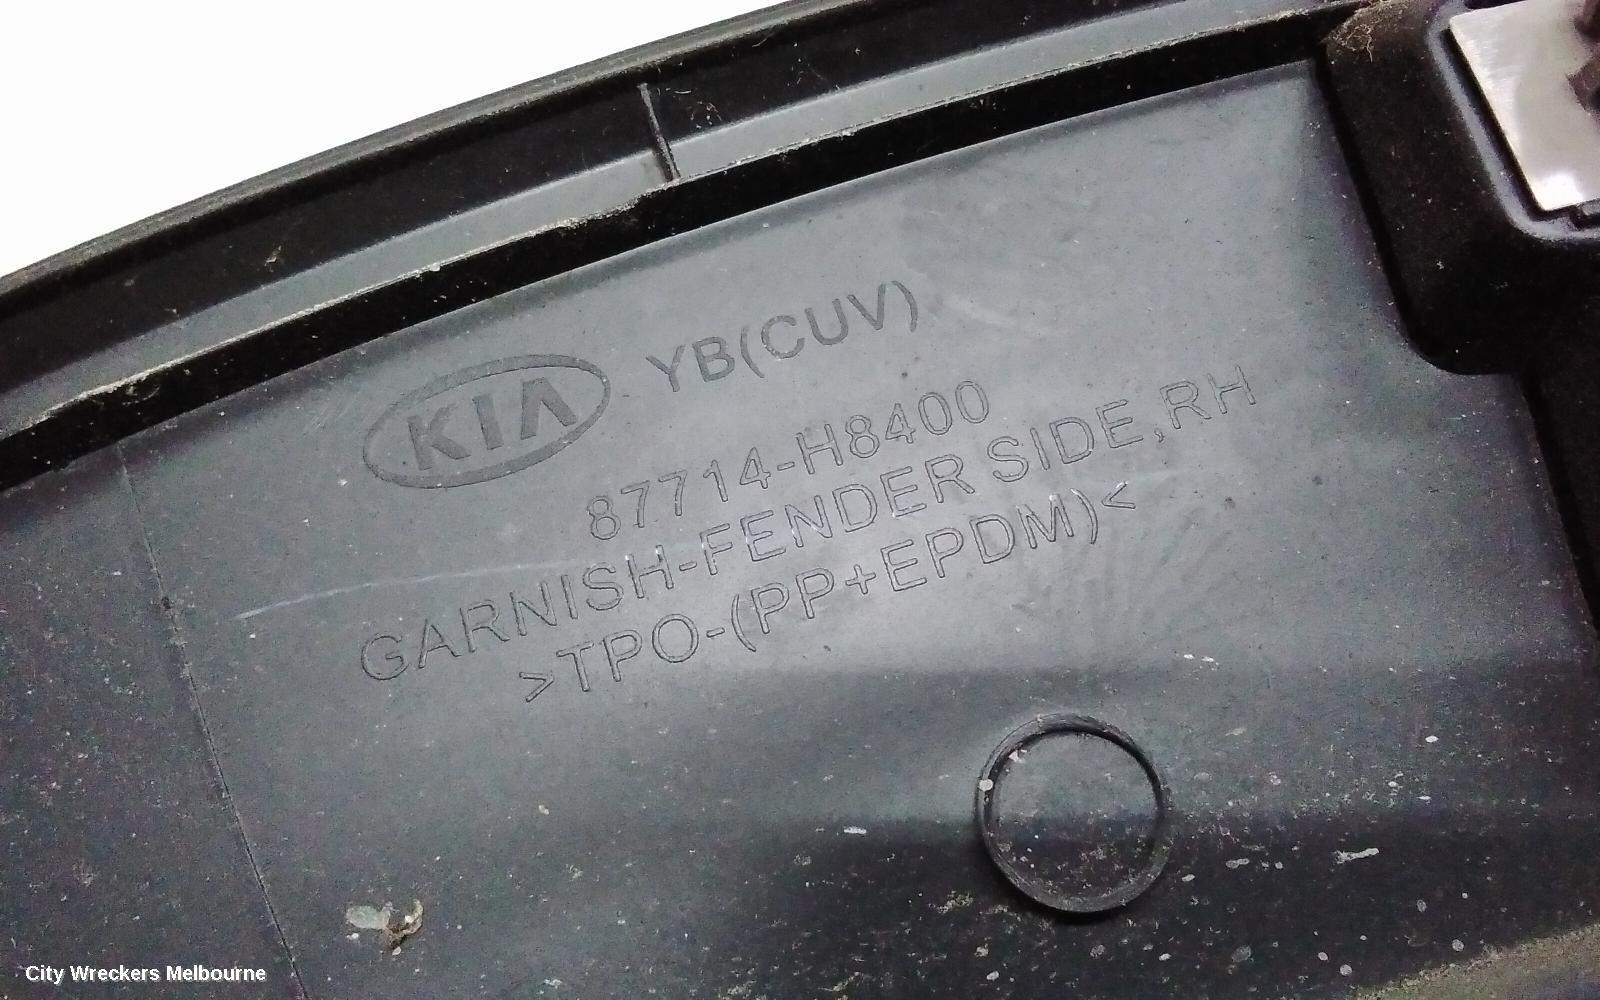 KIA YB(CUV)
87714-H8400
GARNISH-FENDER SIDE,RH
>TPO-(PP+EPDM)<
City Wreckers Melbourne